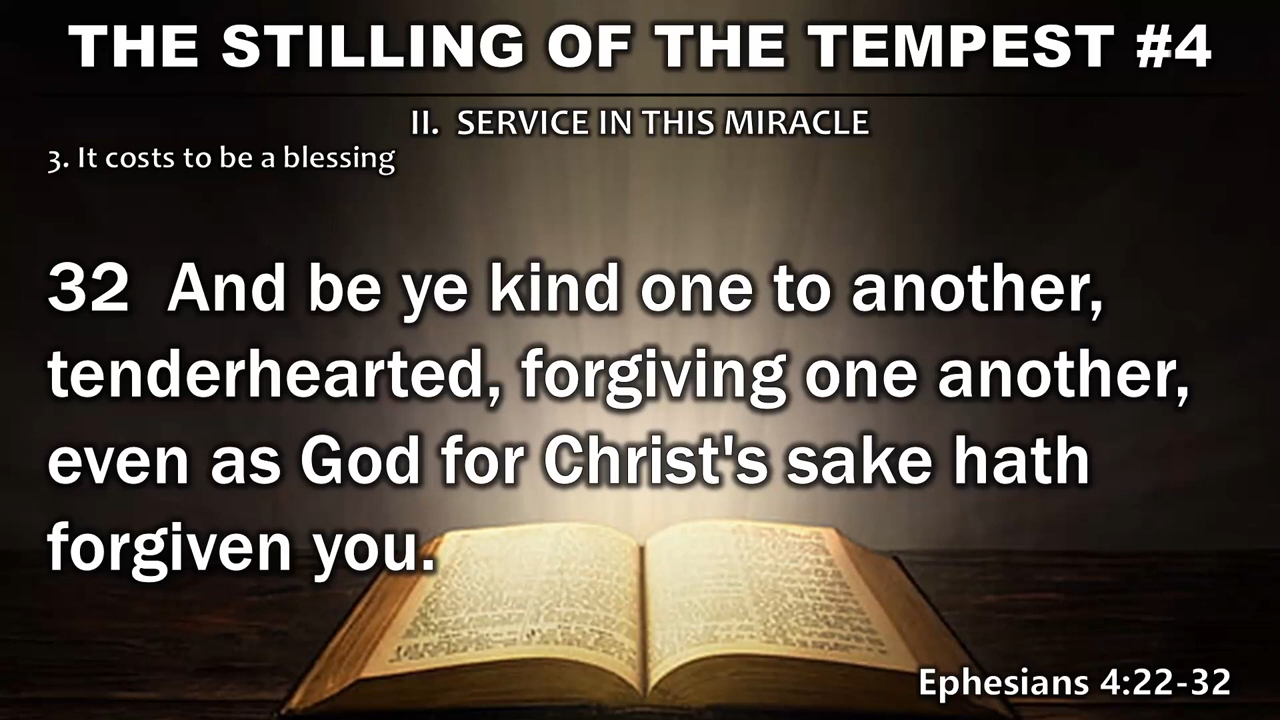 THE STILLING OF THE TEMPEST #4
II.  SERVICE IN THIS MIRACLE
3. It costs to be a blessing
32  And be ye kind one to another,
tenderhearted, forgiving one another,
even as God for Christ's sake hath
forgiven you.
Ephesians 4:22-32